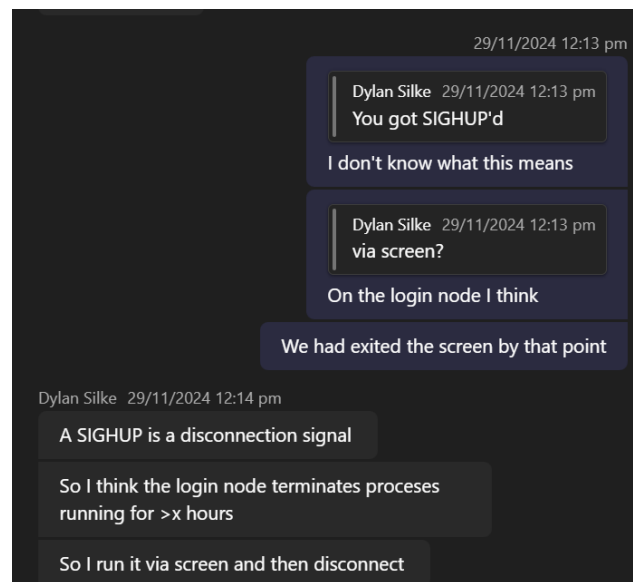 29/11/2024 12:13 pm
Dylan Silke 29/11/2024 12:13 pm
You got SIGHUP'd
I don't know what this means
Dylan Silke 29/11/2024 12:13 pm
via screen?
On the login node I think
We had exited the screen by that point
Dylan Silke 29/11/2024 12:14 pm
A SIGHUP is a disconnection signal
So I think the login node terminates proceses
running for >x hours
So I run it via screen and then disconnect